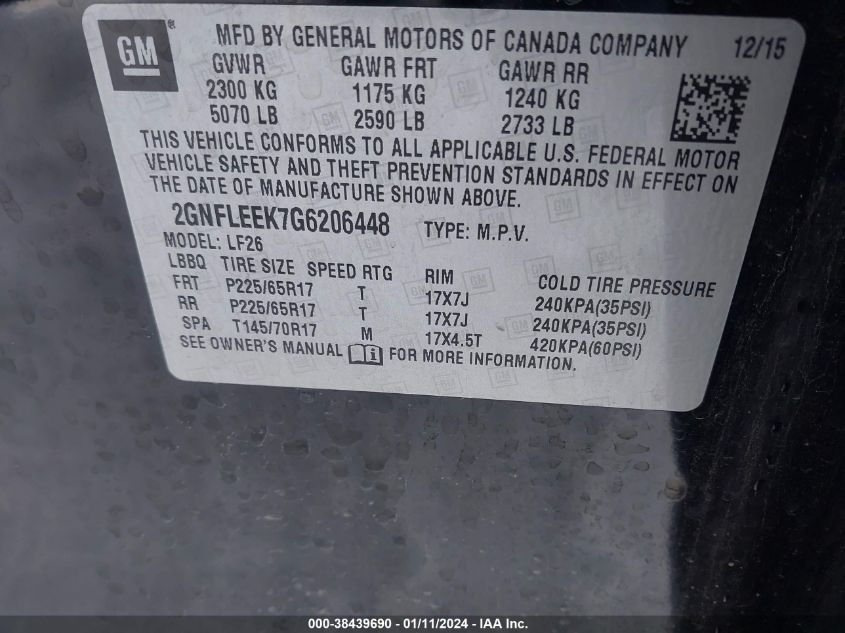 GM ®
MFD BY GENERAL MOTORS OF CANADA COMPANY 12/15
GVWR GAWR FRT GAWR RR
2300 KG 1175 KG 1240 KG
5070 LB 2590 LB 2733 LB
THIS VEHICLE CONFORMS TO ALL APPLICABLE U.S. FEDERAL MOTOR
VEHICLE SAFETY AND THEFT PREVENTION STANDARDS IN EFFECT ON
THE DATE OF MANUFACTURE SHOWN ABOVE.
2GNFLEEK7G6206448 TYPE: M.P.V.
MODEL: LF26
LBBQ TIRE SIZE SPEED RTG RIM COLD TIRE PRESSURE
FRT P225/65R17 T 17X7J 240KPA(35PSI)
RR P225/65R17 T 17X7J 240KPA(35PSI)
SPA T145/70R17 M 17X4.5T 420KPA(60PSI)
SEE OWNER'S MANUAL FOR MORE INFORMATION.
000-38439690 - 01/11/2024 - IAA Inc.